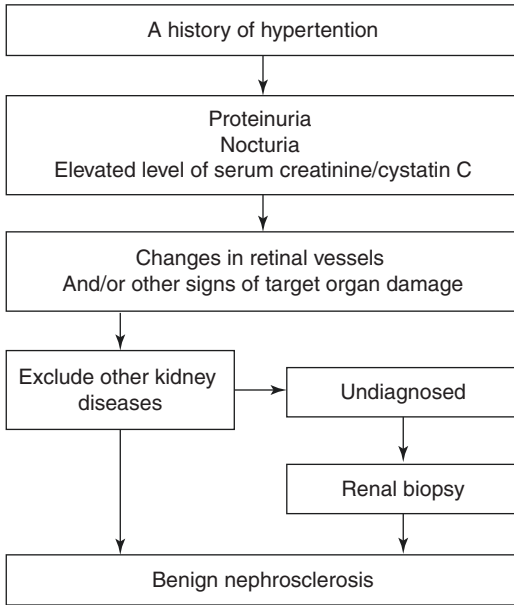 A history of hypertention
Proteinuria
Nocturia
Elevated level of serum creatinine/cystatin C
Changes in retinal vessels
And/or other signs of target organ damage
Exclude other kidney
diseases
Undiagnosed
Renal biopsy
Benign nephrosclerosis